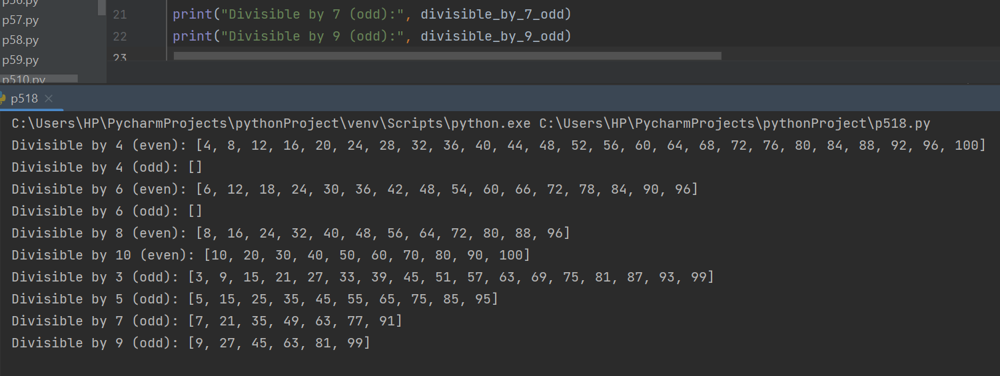 p56.py
p57.py
p58.py
p59.py
p510.py
21 print("Divisible by 7 (odd):", divisible_by_7_odd)
22 print("Divisible by 9 (odd):", divisible_by_9_odd)
23
p518
C:\Users\HP\PycharmProjects\pythonProject\venv\Scripts\python.exe C:\Users\HP\PycharmProjects\pythonProject\p518.py
Divisible by 4 (even): [4, 8, 12, 16, 20, 24, 28, 32, 36, 40, 44, 48, 52, 56, 60, 64, 68, 72, 76, 80, 84, 88, 92, 96, 100]
Divisible by 4 (odd): []
Divisible by 6 (even): [6, 12, 18, 24, 30, 36, 42, 48, 54, 60, 66, 72, 78, 84, 90, 96]
Divisible by 6 (odd): []
Divisible by 8 (even): [8, 16, 24, 32, 40, 48, 56, 64, 72, 80, 88, 96]
Divisible by 10 (even): [10, 20, 30, 40, 50, 60, 70, 80, 90, 100]
Divisible by 3 (odd): [3, 9, 15, 21, 27, 33, 39, 45, 51, 57, 63, 69, 75, 81, 87, 93, 99]
Divisible by 5 (odd): [5, 15, 25, 35, 45, 55, 65, 75, 85, 95]
Divisible by 7 (odd): [7, 21, 35, 49, 63, 77, 91]
Divisible by 9 (odd): [9, 27, 45, 63, 81, 99]